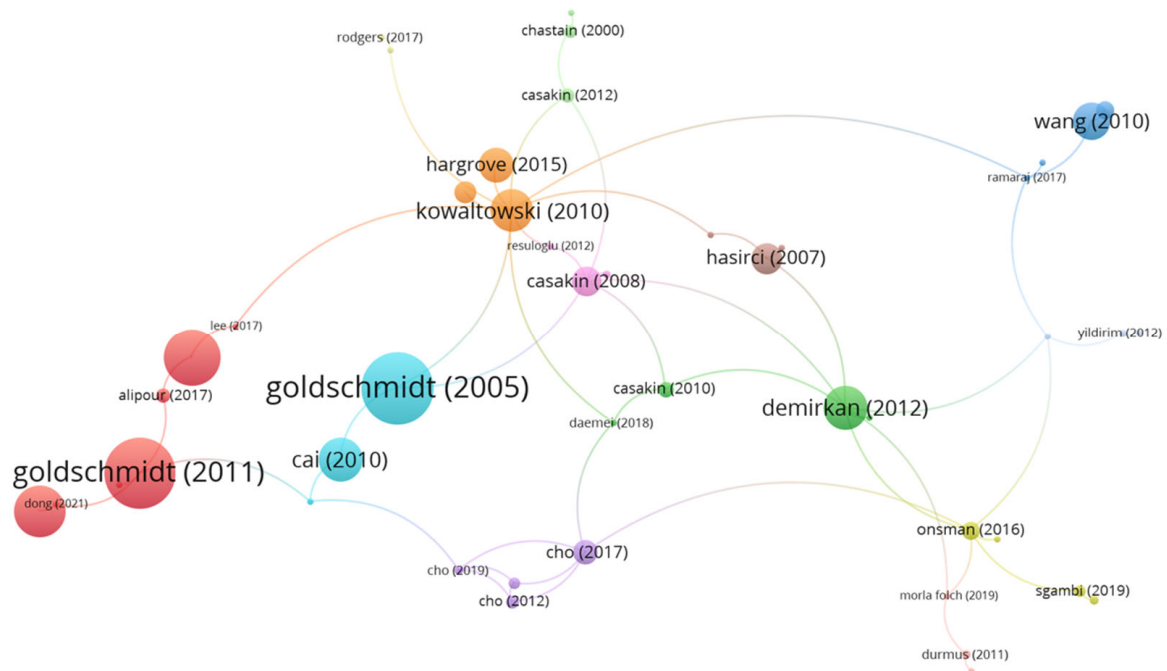 chastain (2000)
rodgers (2017)
casakin (2012)
wang (2010)
hargrove (2015)
ramaraj (2017)
kowaltowski (2010)
resuloglu (2012)
hasirci (2007)
casakin (2008)
lee (2017)
yildirim (2012)
goldschmidt (2005)
casakin (2010)
alipour (2017)
demirkan (2012)
daemei (2018)
cai (2010)
goldschmidt (2011)
dong (2021)
onsman (2016)
cho (2017)
cho (2019)
sgambi (2019)
morla folch (2019)
cho (2012)
durmus (2011)